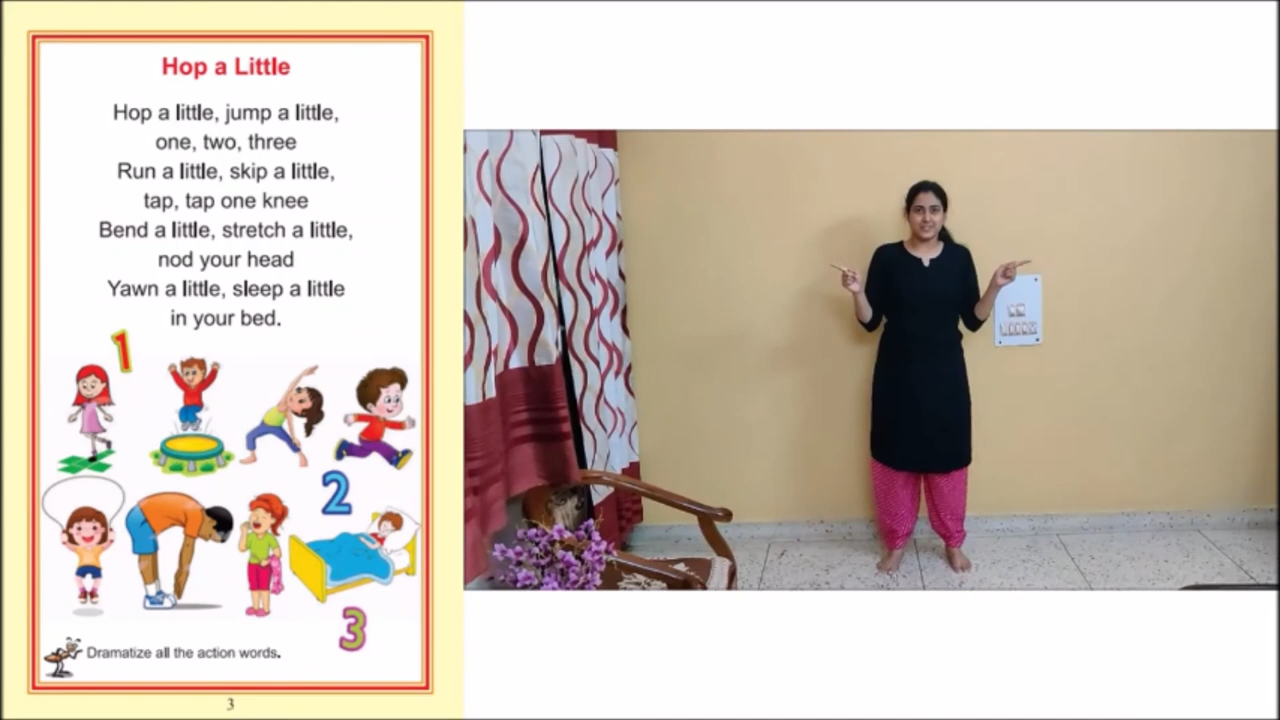 Hop a Little
Hop a little, jump a little,
one, two, three
Run a little, skip a little,
tap, tap one knee
Bend a little, stretch a little,
nod your head
Yawn a little, sleep a little
in your bed.
1
2
3
Dramatize all the action words.
3